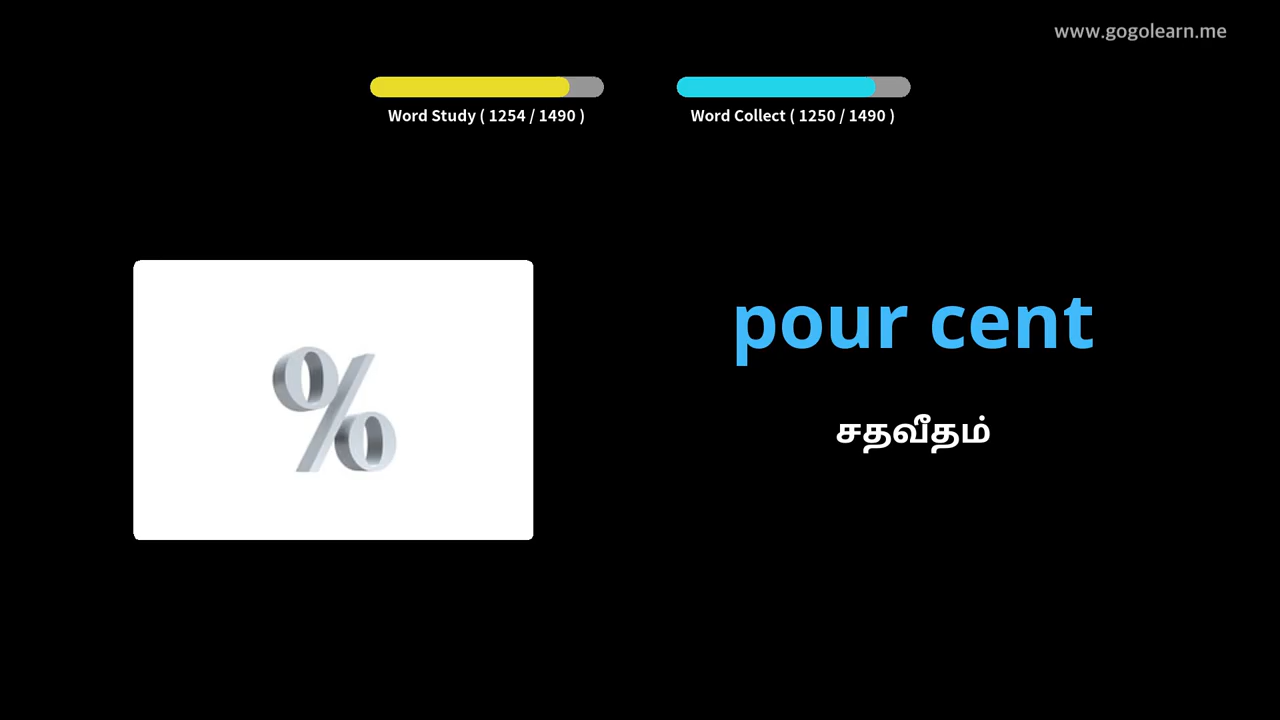 www.gogolearn.me
Word Study ( 1254 / 1490 )
Word Collect ( 1250 / 1490 )
%
pour cent
சதவீதம்